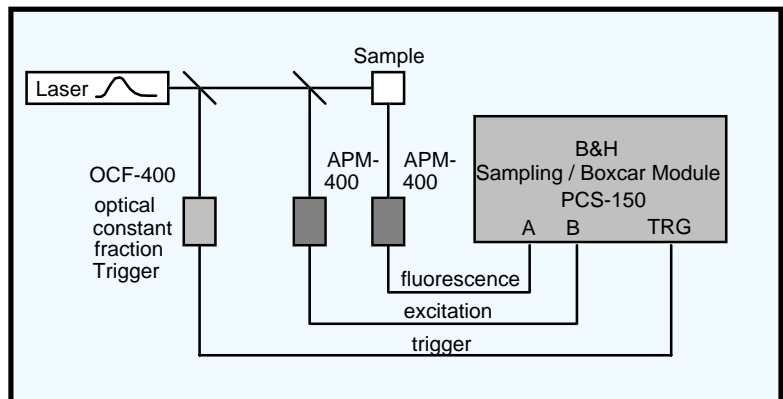 Sample
Laser
OCF-400
optical
constant
fraction
Trigger
APM-
400
APM-
400
B&H
Sampling / Boxcar Module
PCS-150
A B TRG
fluorescence
excitation
trigger